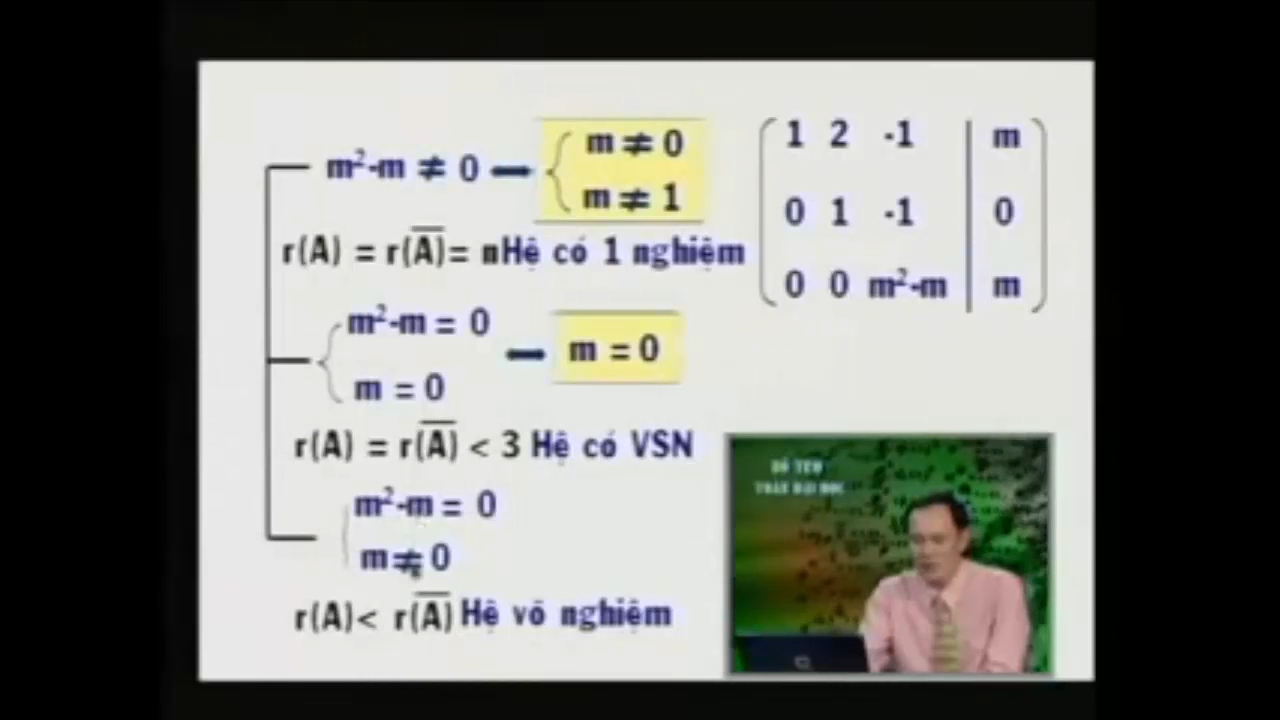 m²-m ≠ 0
m ≠ 0
m ≠ 1
r(A) = r(A̅)= n Hệ có 1 nghiệm
m²-m = 0
m = 0
m = 0
r(A) = r(A̅) < 3 Hệ có VSN
m²-m = 0
m ≠ 0
r(A)< r(A̅) Hệ vô nghiệm
1 2 -1 | m
0 1 -1 | 0
0 0 m²-m | m